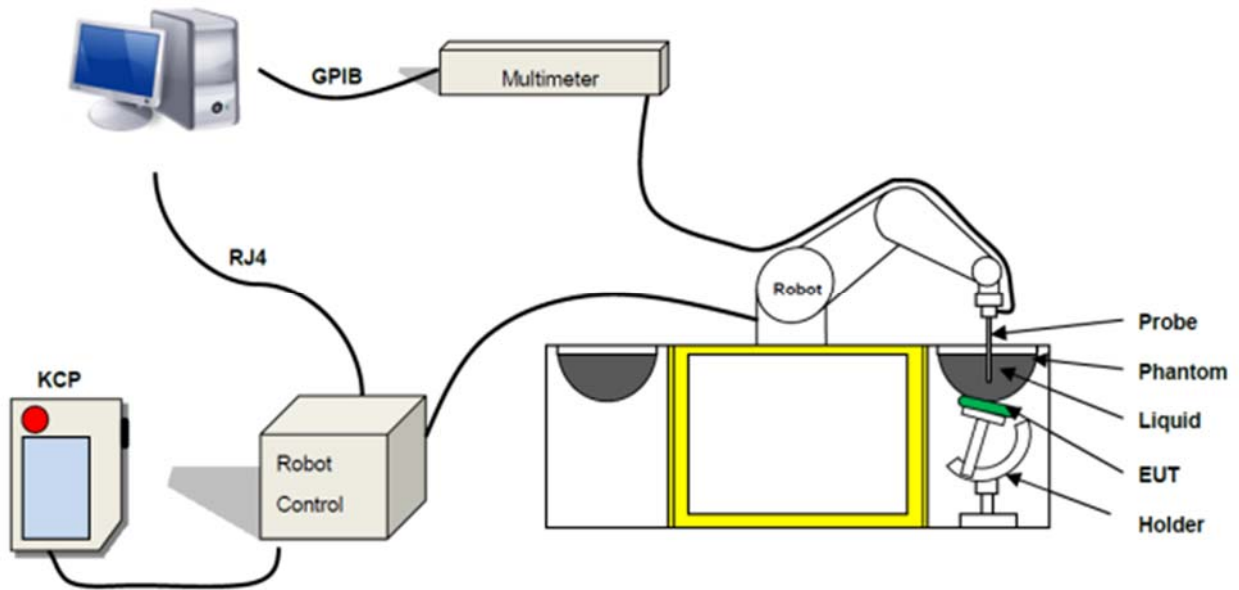 GPIB
Multimeter
RJ4
Robot
Probe
KCP
Phantom
Liquid
Robot
Control
EUT
Holder